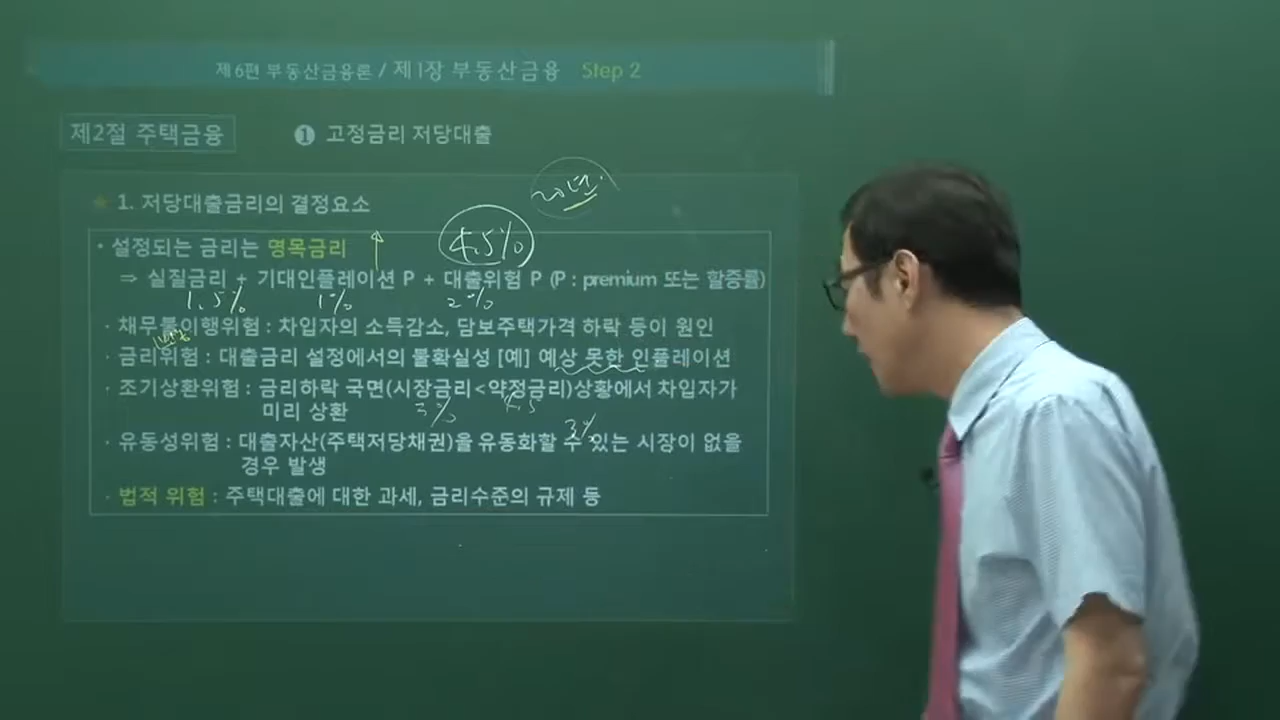 제6편 부동산금융론 / 제1장 부동산금융 Step 2
제2절 주택금융 ❶ 고정금리 저당대출
20년
★ 1. 저당대출금리의 결정요소
4.5%
• 설정되는 금리는 명목금리
⇒ 실질금리 + 기대인플레이션 P + 대출위험 P (P : premium 또는 할증률)
1.5% 1% 2%
· 채무불이행위험 : 차입자의 소득감소, 담보주택가격 하락 등이 원인
· 금리위험 : 대출금리 설정에서의 불확실성 [예] 예상 못한 인플레이션
· 조기상환위험 : 금리하락 국면(시장금리<약정금리)상황에서 차입자가
미리 상환
3% 4.5
3%
· 유동성위험 : 대출자산(주택저당채권)을 유동화할 수 있는 시장이 없을
경우 발생
· 법적 위험 : 주택대출에 대한 과세, 금리수준의 규제 등